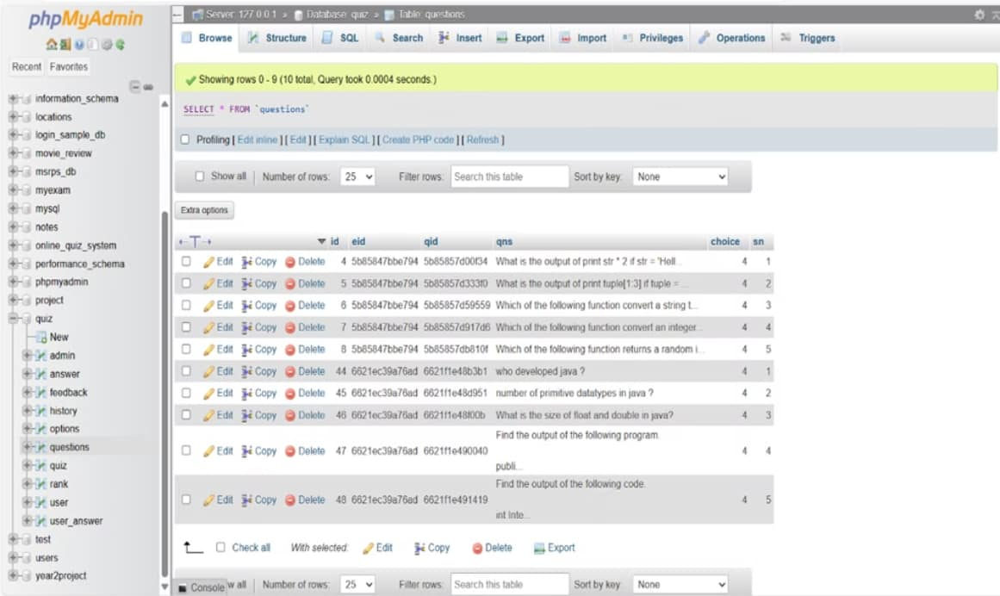 phpMyAdmin
Recent Favorites
information_schema
locations
login_sample_db
movie_review
msrps_db
myexam
mysql
notes
online_quiz_system
performance_schema
phpmyadmin
project
quiz
New
admin
answer
feedback
history
options
questions
quiz
rank
user
user_answer
test
users
year2project
Server: 127.0.0.1 » Database: quiz » Table: questions
Browse Structure SQL Search Insert Export Import Privileges Operations Triggers
Showing rows 0 - 9 (10 total, Query took 0.0004 seconds.)
SELECT * FROM `questions`
Profiling [ Edit inline ] [ Edit ] [ Explain SQL ] [ Create PHP code ] [ Refresh ]
Show all Number of rows: 25 Filter rows: Search this table Sort by key: None
Extra options
←T→ id eid qid qns choice sn
Edit Copy Delete 4 5b85847bbe794 5b85857d00f34 What is the output of print str * 2 if str = 'Hell... 4 1
Edit Copy Delete 5 5b85847bbe794 5b85857d333f0 What is the output of print tuple[1:3] if tuple = ... 4 2
Edit Copy Delete 6 5b85847bbe794 5b85857d59559 Which of the following function convert a string t... 4 3
Edit Copy Delete 7 5b85847bbe794 5b85857d917d6 Which of the following function convert an integer... 4 4
Edit Copy Delete 8 5b85847bbe794 5b85857db810f Which of the following function returns a random i... 4 5
Edit Copy Delete 44 6621ec39a76ad 6621f1e48b3b1 who developed java ? 4 1
Edit Copy Delete 45 6621ec39a76ad 6621f1e48d951 number of primitive datatypes in java ? 4 2
Edit Copy Delete 46 6621ec39a76ad 6621f1e48f00b What is the size of float and double in java? 4 3
Find the output of the following program.
Edit Copy Delete 47 6621ec39a76ad 6621f1e490040 4 4
publi...
Find the output of the following code.
Edit Copy Delete 48 6621ec39a76ad 6621f1e491419 4 5
int Inte...
Check all With selected: Edit Copy Delete Export
Console w all Number of rows: 25 Filter rows: Search this table Sort by key: None